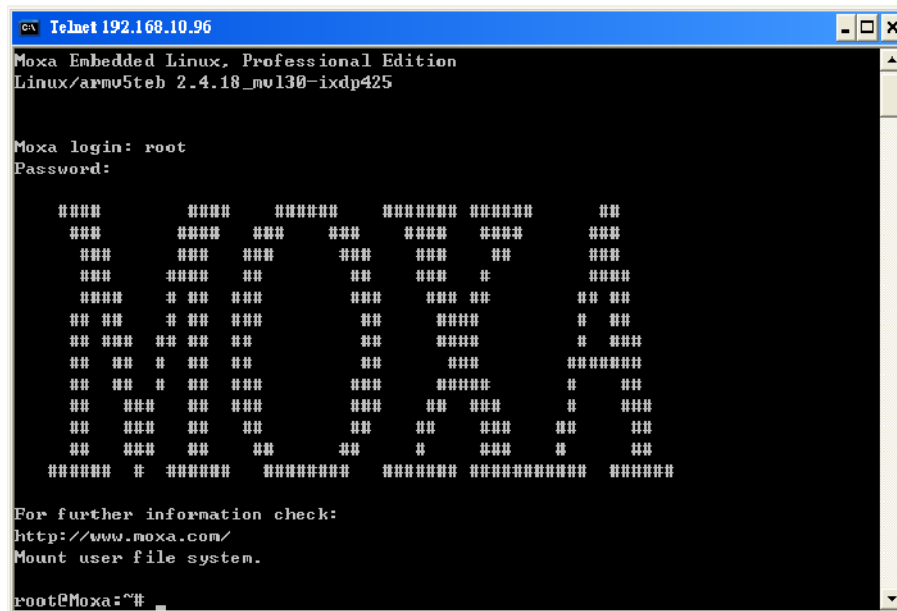 Telnet 192.168.10.96
Moxa Embedded Linux, Professional Edition
Linux/armv5teb 2.4.18_mvl30-ixdp425
Moxa login: root
Password:
MOXA
For further information check:
http://www.moxa.com/
Mount user file system.
root@Moxa:~# _